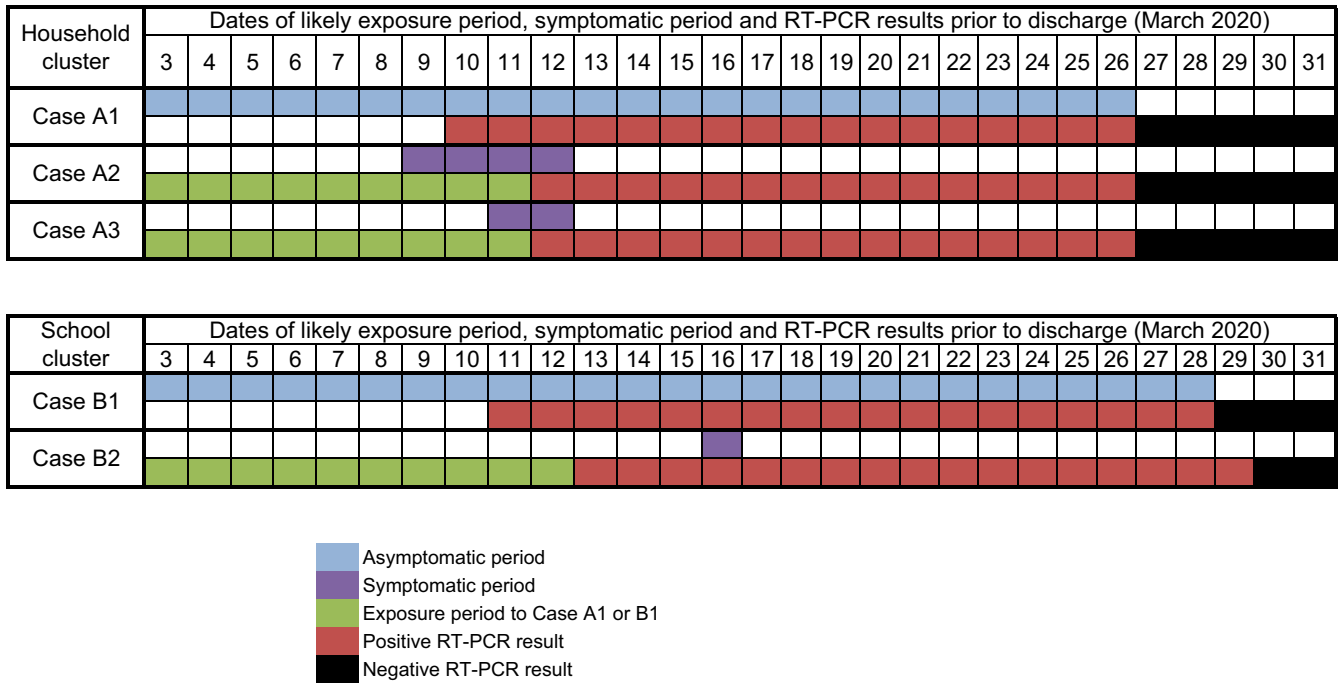 Household cluster
Dates of likely exposure period, symptomatic period and RT-PCR results prior to discharge (March 2020)
3 4 5 6 7 8 9 10 11 12 13 14 15 16 17 18 19 20 21 22 23 24 25 26 27 28 29 30 31
Case A1
Case A2
Case A3
School cluster
Dates of likely exposure period, symptomatic period and RT-PCR results prior to discharge (March 2020)
3 4 5 6 7 8 9 10 11 12 13 14 15 16 17 18 19 20 21 22 23 24 25 26 27 28 29 30 31
Case B1
Case B2
Asymptomatic period
Symptomatic period
Exposure period to Case A1 or B1
Positive RT-PCR result
Negative RT-PCR result